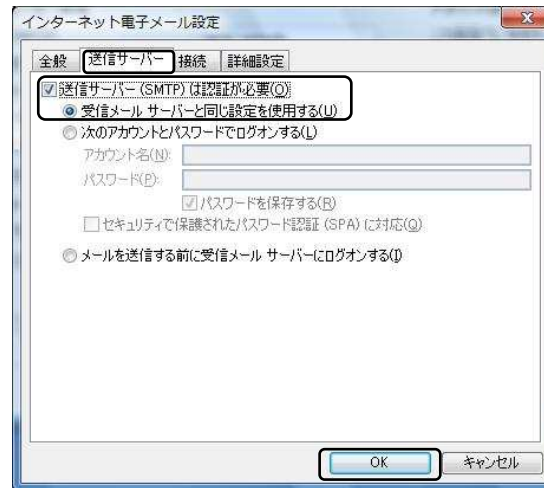 インターネット電子メール設定
全般 送信サーバー 接続 詳細設定
送信サーバー (SMTP) は認証が必要(O)
受信メール サーバーと同じ設定を使用する(U)
次のアカウントとパスワードでログオンする(L)
アカウント名(N):
パスワード(P):
パスワードを保存する(R)
セキュリティで保護されたパスワード認証 (SPA) に対応(Q)
メールを送信する前に受信メール サーバーにログオンする(I)
OK キャンセル